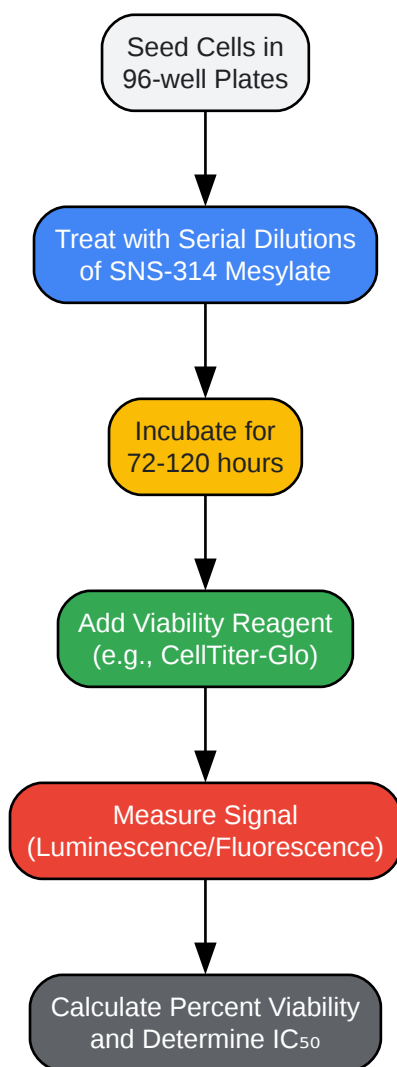 Seed Cells in
96-well Plates
Treat with Serial Dilutions
of SNS-314 Mesylate
Incubate for
72-120 hours
Add Viability Reagent
(e.g., CellTiter-Glo)
Measure Signal
(Luminescence/Fluorescence)
Calculate Percent Viability
and Determine IC₅₀